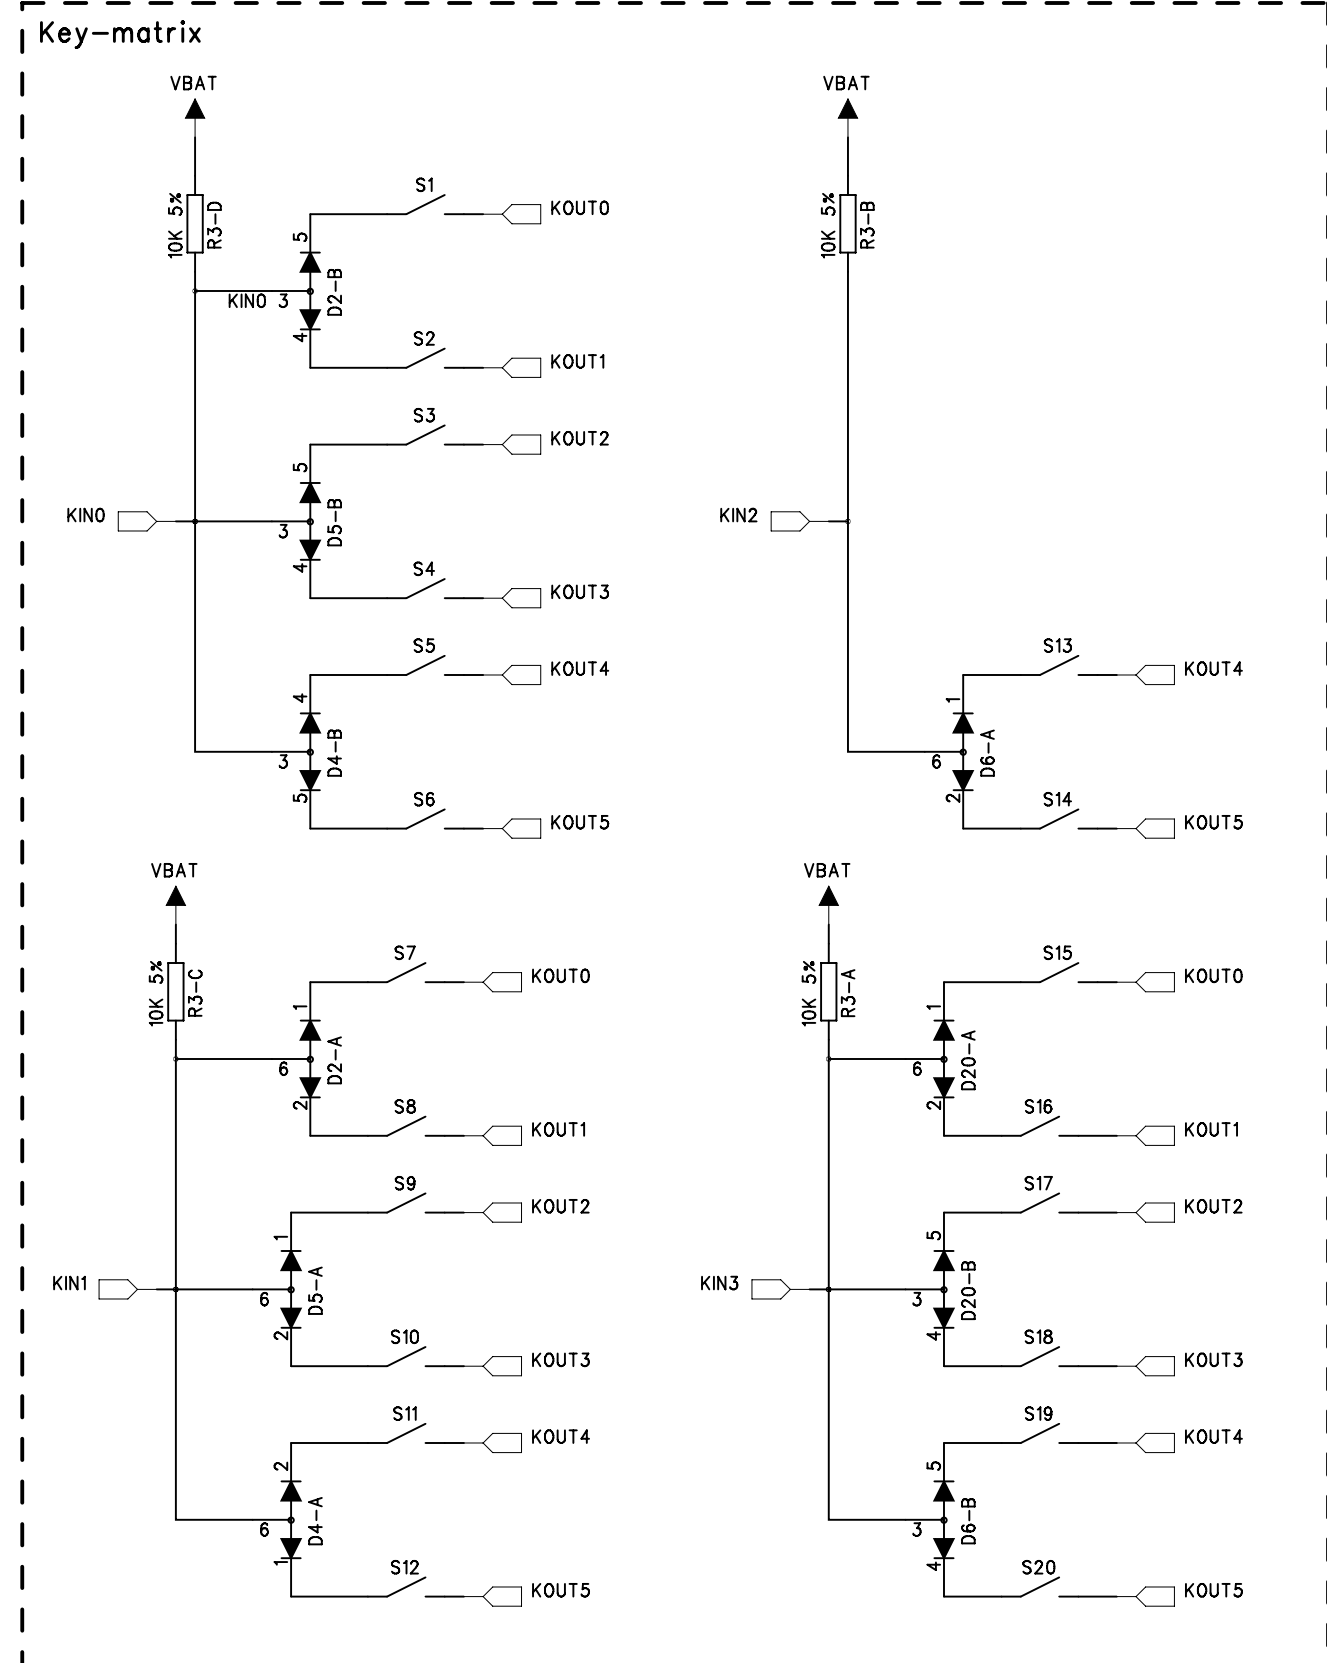 Key-matrix
VBAT
10K 5%
R3-D
S1
KOUT0
5
KIN0
3
D2-B
4
S2
KOUT1
S3
KOUT2
5
KIN0
3
D5-B
4
S4
KOUT3
S5
KOUT4
4
3
D4-B
5
S6
KOUT5
VBAT
10K 5%
R3-B
KIN2
S13
KOUT4
1
6
D6-A
2
S14
KOUT5
VBAT
10K 5%
R3-C
S7
KOUT0
1
6
D2-A
2
S8
KOUT1
S9
KOUT2
1
KIN1
6
D5-A
2
S10
KOUT3
S11
KOUT4
2
6
D4-A
1
S12
KOUT5
VBAT
10K 5%
R3-A
S15
KOUT0
1
6
D20-A
2
S16
KOUT1
S17
KOUT2
5
KIN3
3
D20-B
4
S18
KOUT3
S19
KOUT4
5
3
D6-B
4
S20
KOUT5